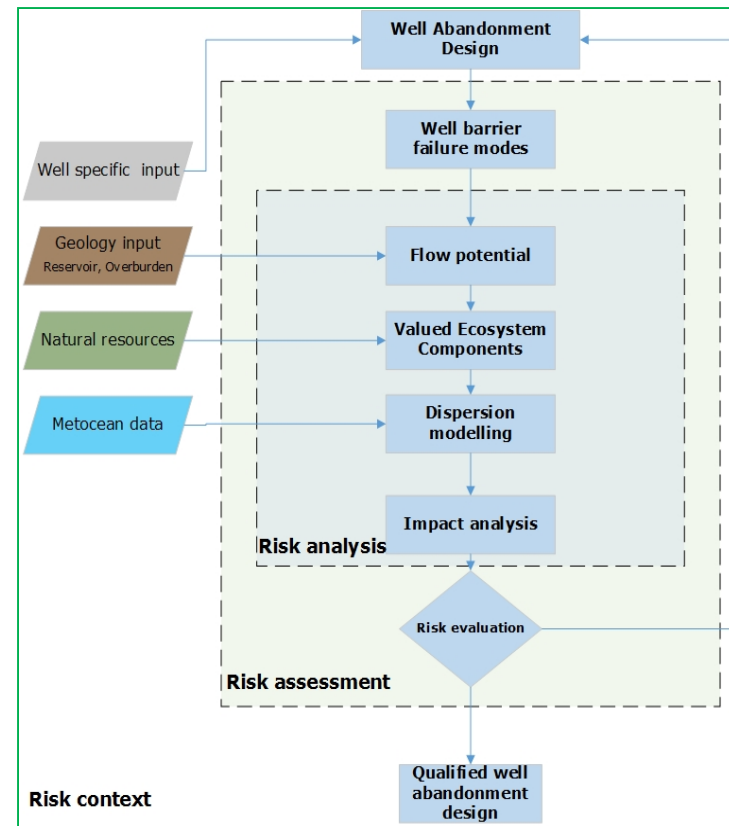 Well Abandonment
Design
Well barrier
failure modes
Well specific input
Geology input
Reservoir, Overburden
Flow potential
Natural resources
Valued Ecosystem
Components
Metocean data
Dispersion
modelling
Impact analysis
Risk analysis
Risk evaluation
Risk assessment
Qualified well
abandonment
design
Risk context